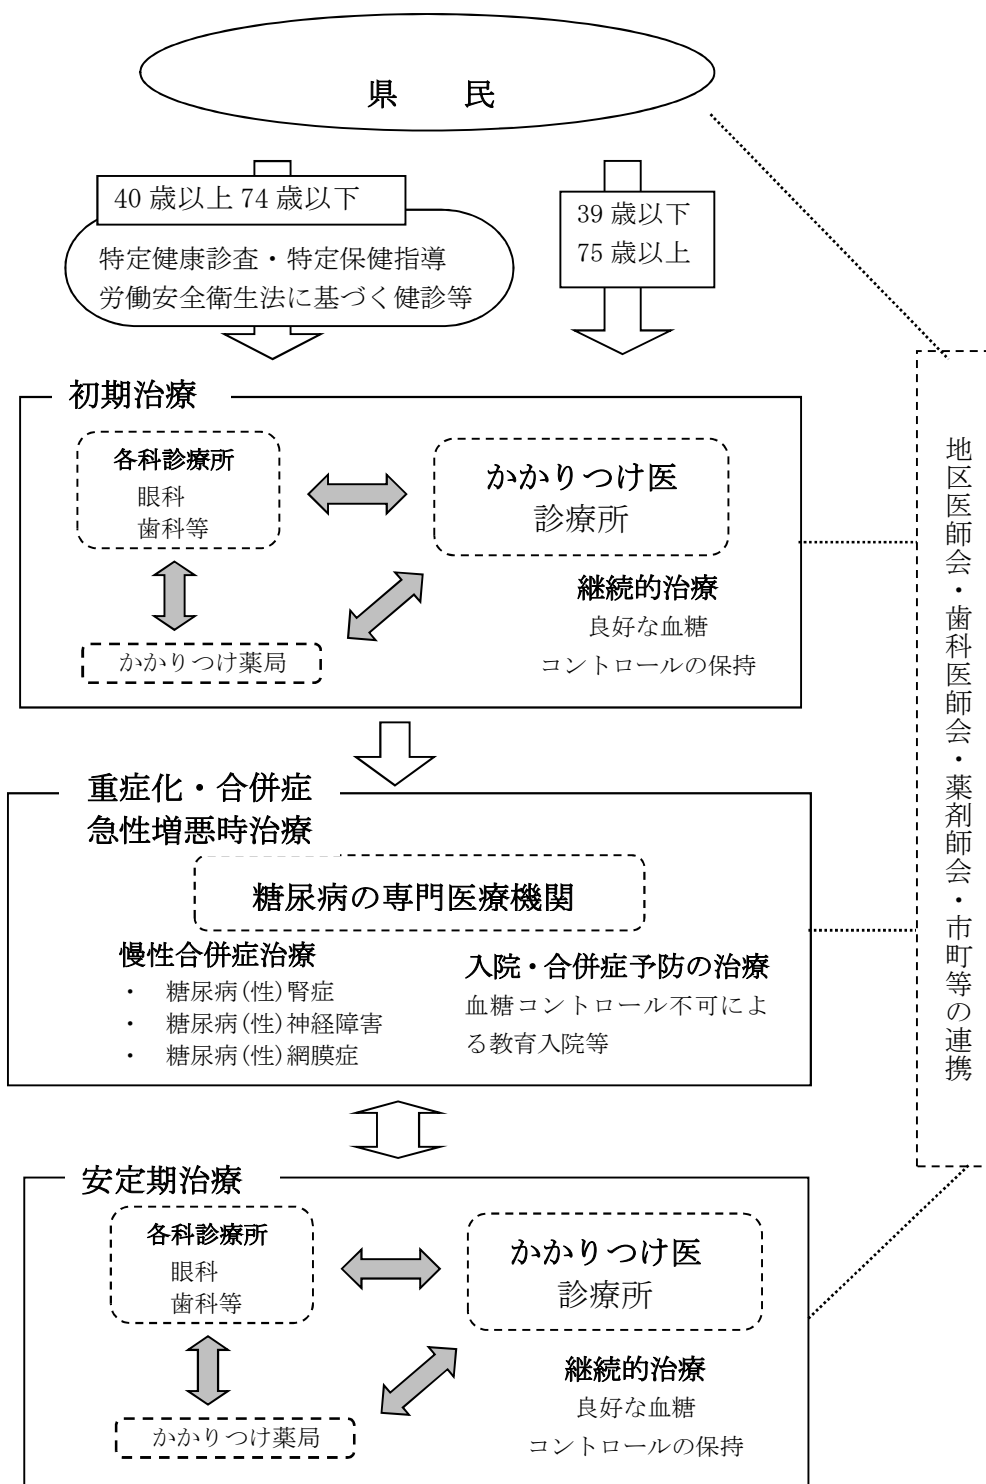 県　　民
40 歳以上 74 歳以下
特定健康診査・特定保健指導
労働安全衛生法に基づく健診等
39 歳以下
75 歳以上
初期治療
各科診療所
眼科
歯科等
かかりつけ医
診療所
かかりつけ薬局
継続的治療
良好な血糖
コントロールの保持
重症化・合併症
急性増悪時治療
糖尿病の専門医療機関
慢性合併症治療
・　糖尿病(性)腎症
・　糖尿病(性)神経障害
・　糖尿病(性)網膜症
入院・合併症予防の治療
血糖コントロール不可によ
る教育入院等
安定期治療
各科診療所
眼科
歯科等
かかりつけ医
診療所
かかりつけ薬局
継続的治療
良好な血糖
コントロールの保持
地区医師会・歯科医師会・薬剤師会・市町等の連携